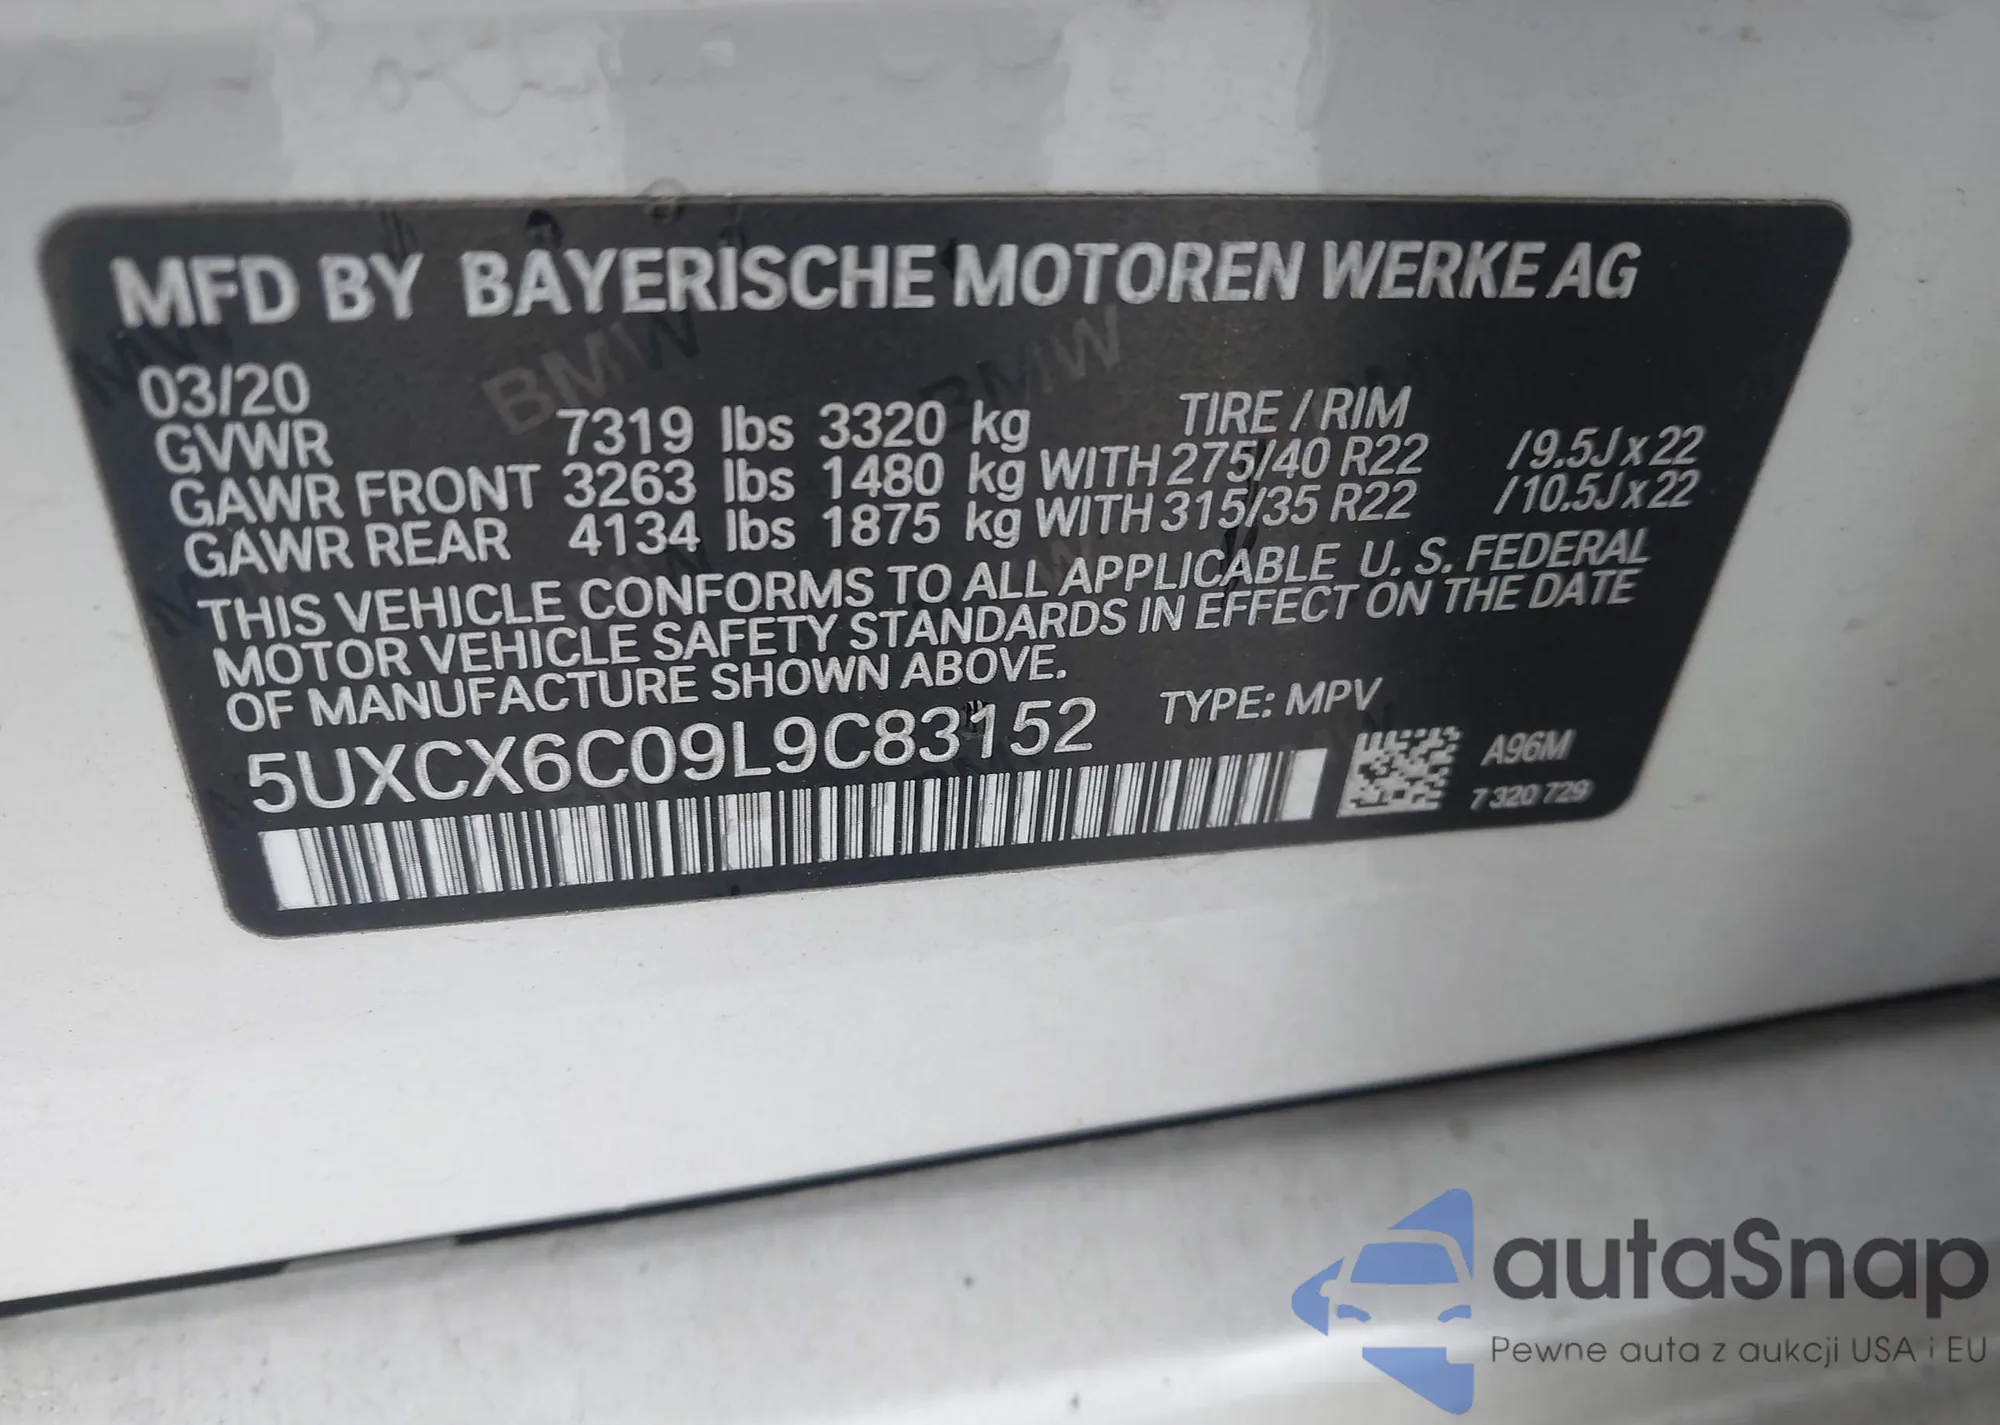 MFD BY BAYERISCHE MOTOREN WERKE AG
03/20
TIRE / RIM
GVWR 7319 lbs 3320 kg
GAWR FRONT 3263 lbs 1480 kg WITH 275/40 R22 /9.5J x 22
GAWR REAR 4134 lbs 1875 kg WITH 315/35 R22 /10.5J x 22
THIS VEHICLE CONFORMS TO ALL APPLICABLE U. S. FEDERAL
MOTOR VEHICLE SAFETY STANDARDS IN EFFECT ON THE DATE
OF MANUFACTURE SHOWN ABOVE.
5UXCX6C09L9C83152 TYPE: MPV
A96M
7 320 729
BMW BMW
autaSnap
Pewne auta z aukcji USA i EU